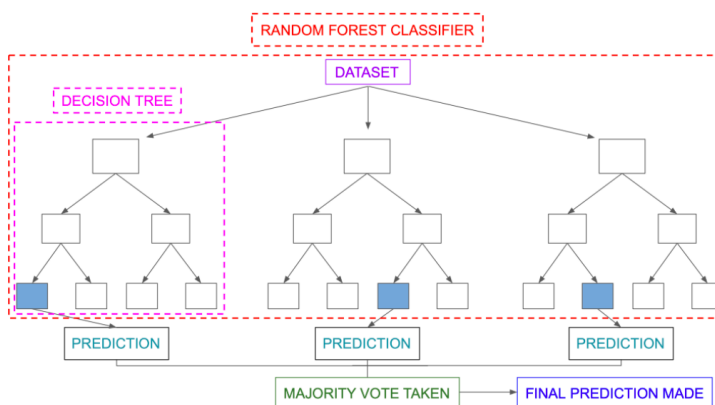 RANDOM FOREST CLASSIFIER
DATASET
DECISION TREE
PREDICTION
PREDICTION
PREDICTION
MAJORITY VOTE TAKEN
FINAL PREDICTION MADE